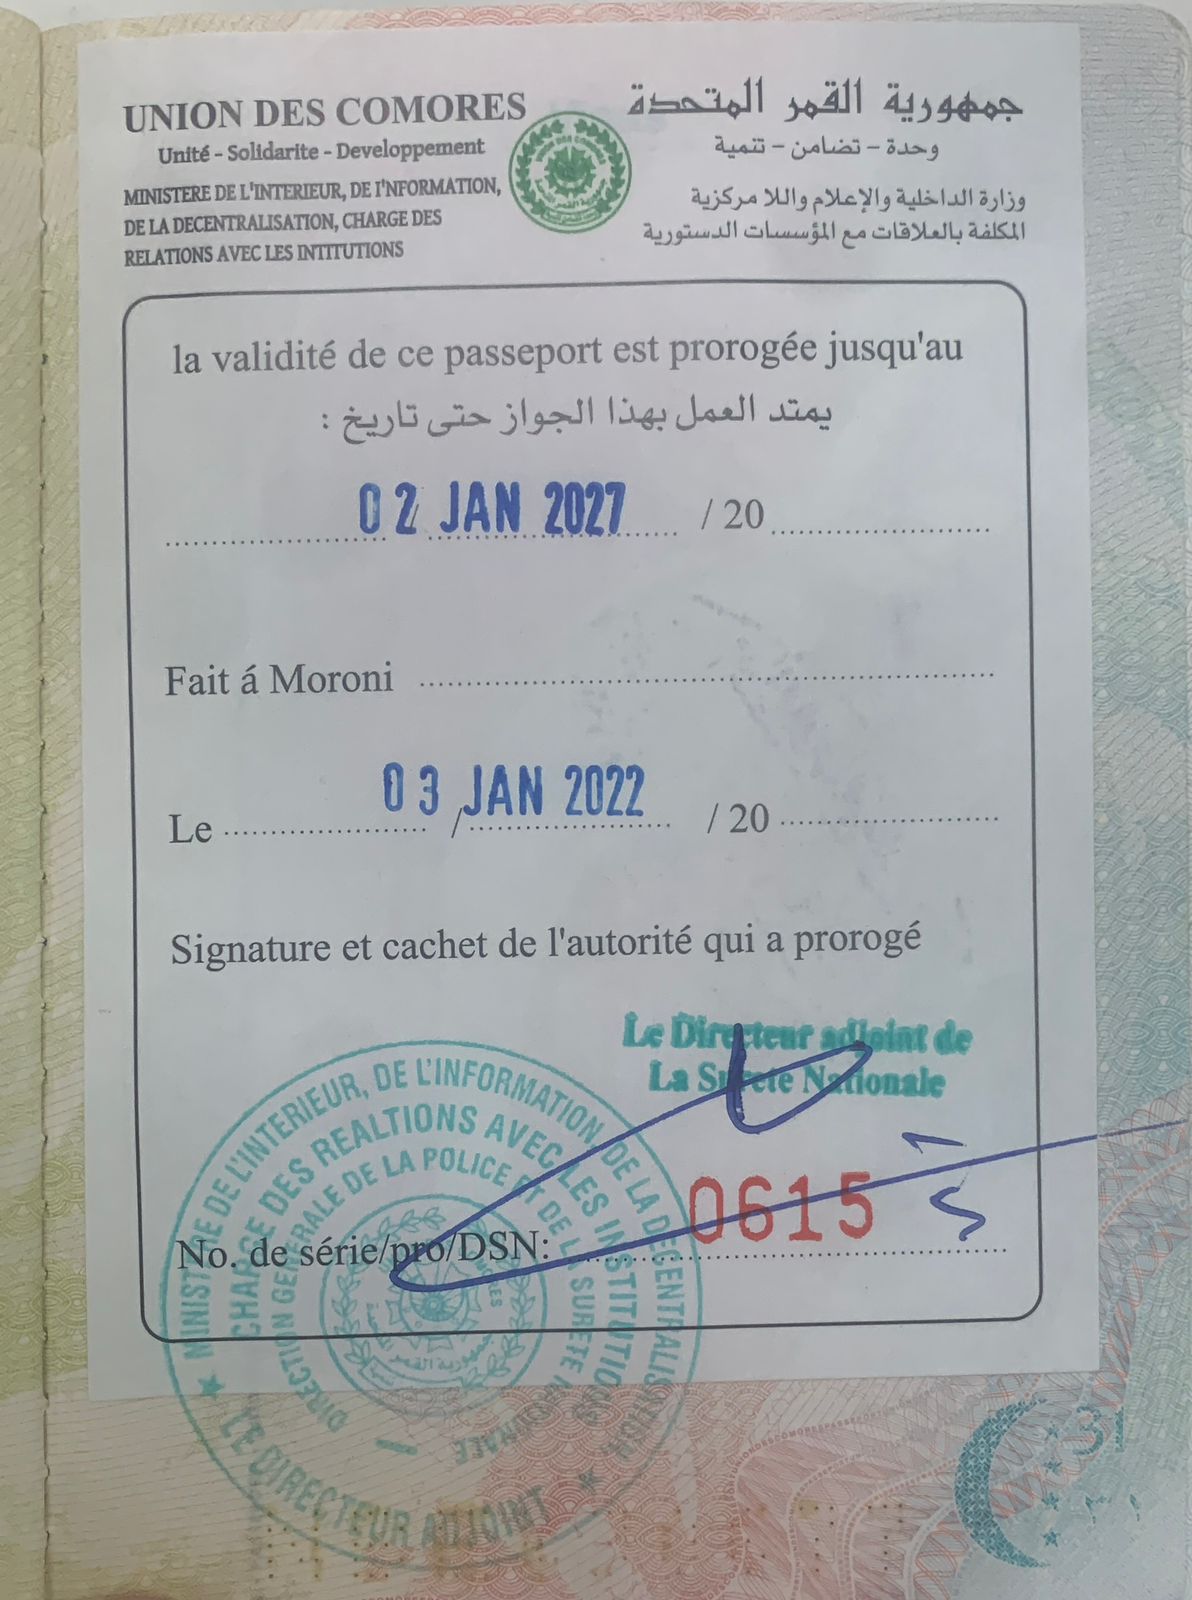 UNION DES COMORES
Unité - Solidarite - Developpement
MINISTERE DE L'INTERIEUR, DE I'NFORMATION,
DE LA DECENTRALISATION, CHARGE DES
RELATIONS AVEC LES INTITUTIONS
جمهورية القمر المتحدة
وحدة - تضامن - تنمية
وزارة الداخلية والإعلام واللا مركزية
المكلفة بالعلاقات مع المؤسسات الدستورية
la validité de ce passeport est prorogée jusqu'au
يمتد العمل بهذا الجواز حتى تاريخ :
02 JAN 2027 / 20
Fait á Moroni
Le 03 / JAN 2022 / 20
Signature et cachet de l'autorité qui a prorogé
Le Directeur adjoint de
La Sureté Nationale
No. de série/pro/DSN: 0615
MINISTRE DE L'INTERIEUR, DE L'INFORMATION, DE LA DECENTRALISATION
CHARGE DES REALTIONS AVEC LES INSTITUTIONS
DIRECTION GENERALE DE LA POLICE ET DE LA SURETE NATIONALE
LE DIRECTEUR ADJOINT
31